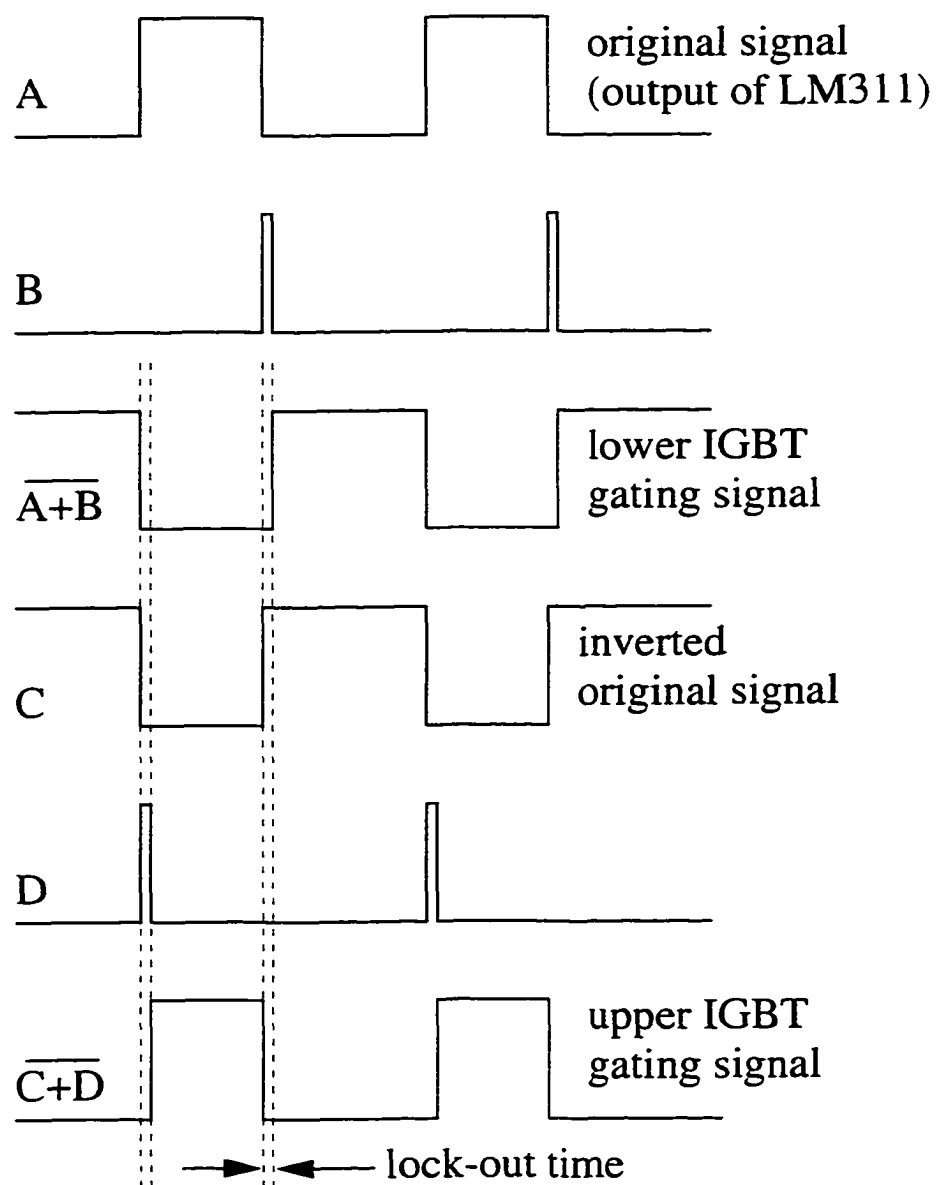 original signal
(output of LM311)
A
B
lower IGBT
gating signal
A+B
inverted
original signal
C
D
upper IGBT
gating signal
C+D
lock-out time